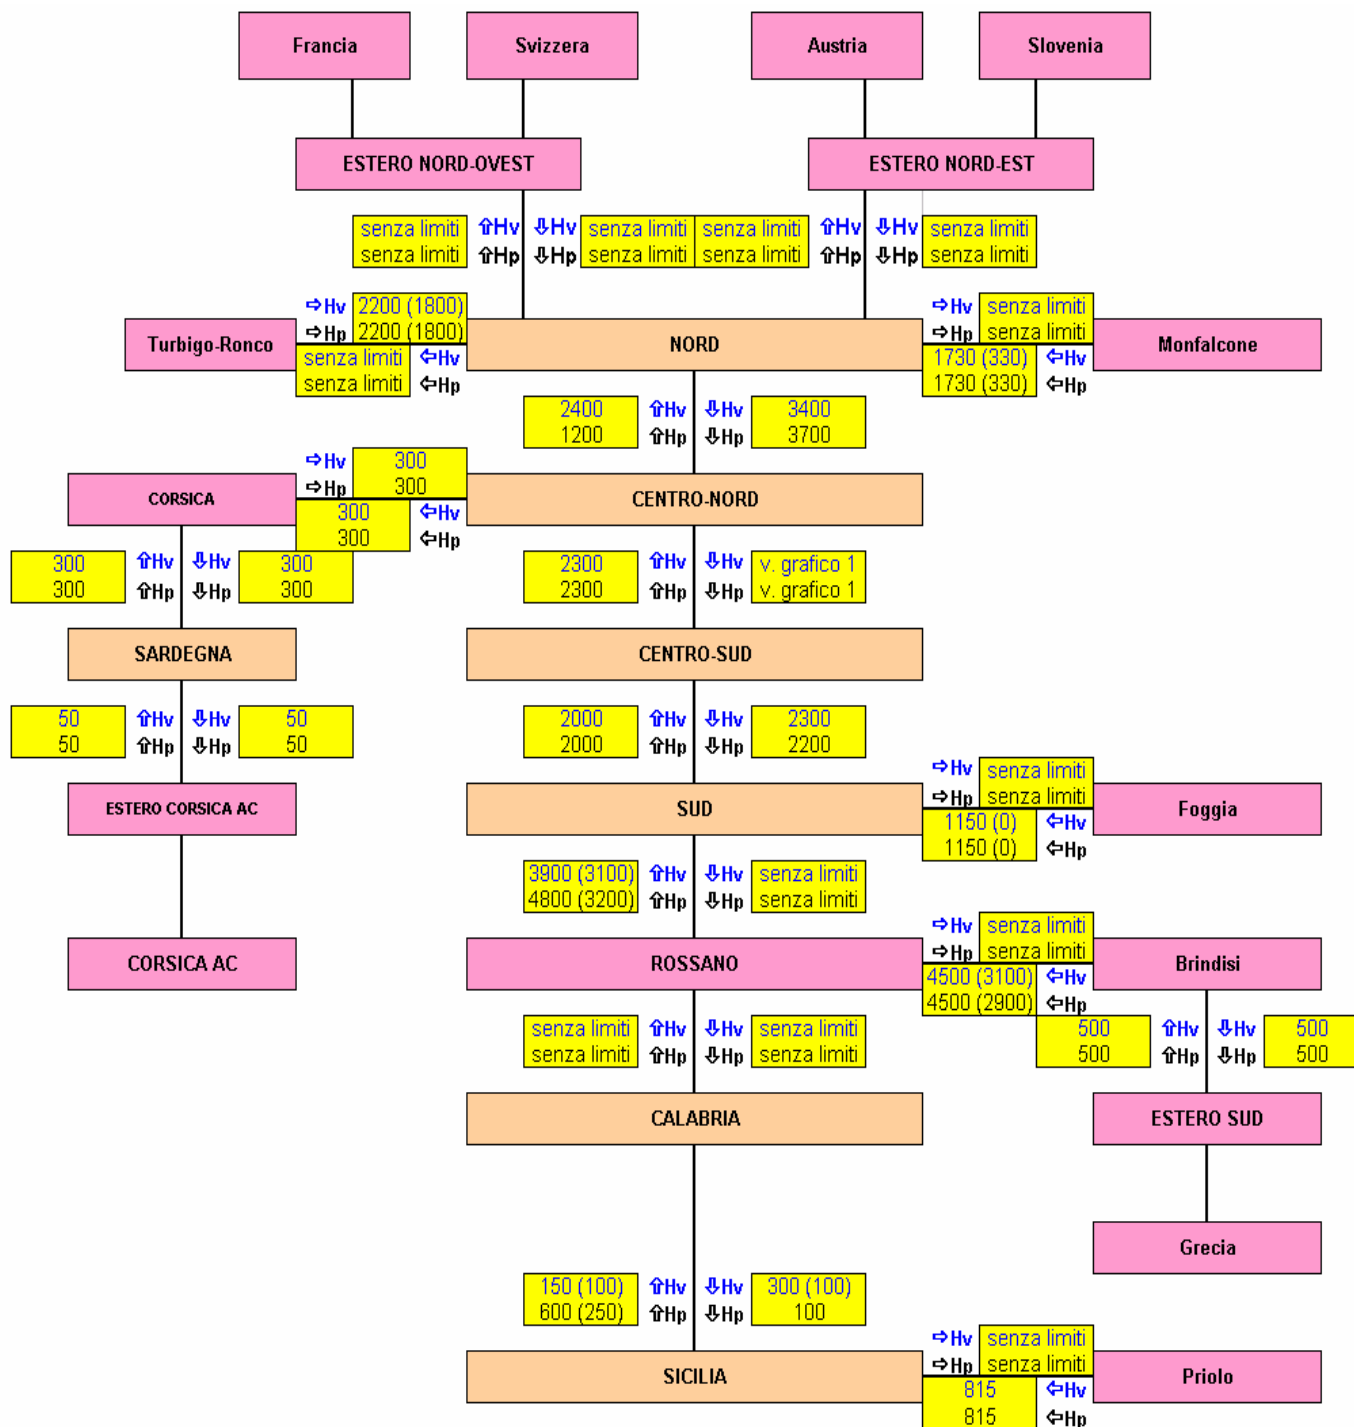 Francia
Svizzera
Austria
Slovenia
ESTERO NORD-OVEST
ESTERO NORD-EST
senza limiti ⇧Hv ⇩Hv senza limiti senza limiti ⇧Hv ⇩Hv senza limiti
senza limiti ⇧Hp ⇩Hp senza limiti senza limiti ⇧Hp ⇩Hp senza limiti
⇨Hv 2200 (1800)
⇨Hp 2200 (1800)
⇨Hv senza limiti
⇨Hp senza limiti
Turbigo-Ronco
NORD
Monfalcone
senza limiti ⇦Hv
senza limiti ⇦Hp
1730 (330) ⇦Hv
1730 (330) ⇦Hp
2400 ⇧Hv ⇩Hv 3400
1200 ⇧Hp ⇩Hp 3700
⇨Hv 300
⇨Hp 300
CORSICA
CENTRO-NORD
300 ⇦Hv
300 ⇦Hp
300 ⇧Hv ⇩Hv 300
300 ⇧Hp ⇩Hp 300
2300 ⇧Hv ⇩Hv v. grafico 1
2300 ⇧Hp ⇩Hp v. grafico 1
SARDEGNA
CENTRO-SUD
50 ⇧Hv ⇩Hv 50
50 ⇧Hp ⇩Hp 50
2000 ⇧Hv ⇩Hv 2300
2000 ⇧Hp ⇩Hp 2200
⇨Hv senza limiti
⇨Hp senza limiti
ESTERO CORSICA AC
SUD
Foggia
1150 (0) ⇦Hv
1150 (0) ⇦Hp
3900 (3100) ⇧Hv ⇩Hv senza limiti
4800 (3200) ⇧Hp ⇩Hp senza limiti
⇨Hv senza limiti
⇨Hp senza limiti
CORSICA AC
ROSSANO
Brindisi
4500 (3100) ⇦Hv
4500 (2900) ⇦Hp
senza limiti ⇧Hv ⇩Hv senza limiti
senza limiti ⇧Hp ⇩Hp senza limiti
500 ⇧Hv ⇩Hv 500
500 ⇧Hp ⇩Hp 500
CALABRIA
ESTERO SUD
Grecia
150 (100) ⇧Hv ⇩Hv 300 (100)
600 (250) ⇧Hp ⇩Hp 100
⇨Hv senza limiti
⇨Hp senza limiti
SICILIA
Priolo
815 ⇦Hv
815 ⇦Hp